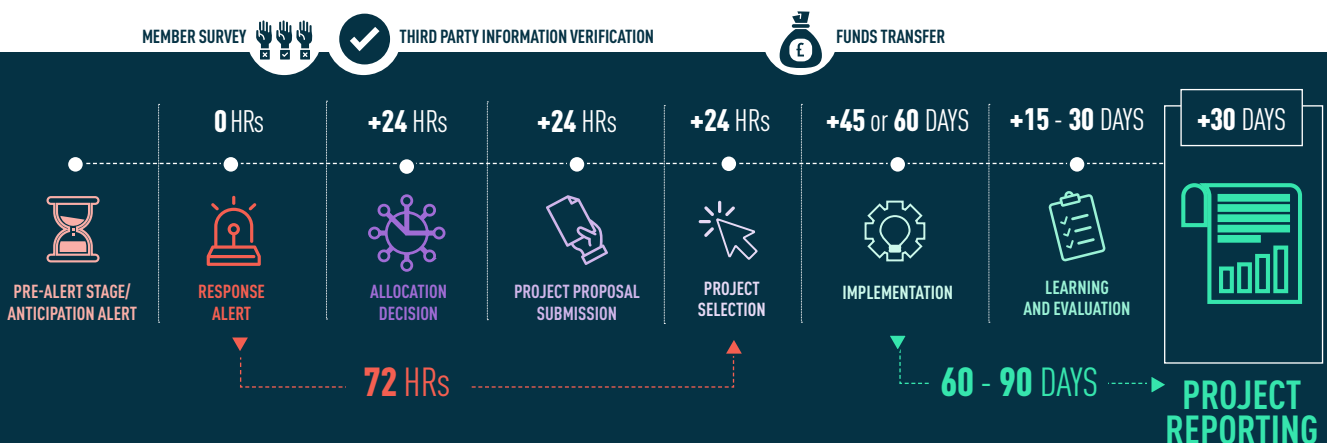 MEMBER SURVEY
THIRD PARTY INFORMATION VERIFICATION
£
FUNDS TRANSFER
0 HRs
+24 HRs
+24 HRs
+24 HRs
+45 or 60 DAYS
+15 - 30 DAYS
+30 DAYS
PRE-ALERT STAGE/
ANTICIPATION ALERT
RESPONSE
ALERT
ALLOCATION
DECISION
PROJECT PROPOSAL
SUBMISSION
PROJECT
SELECTION
IMPLEMENTATION
LEARNING
AND EVALUATION
72 HRs
60 - 90 DAYS
PROJECT
REPORTING